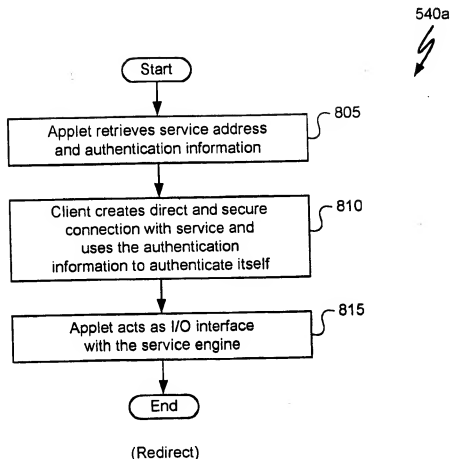 540a
Start
Applet retrieves service address
and authentication information
805
Client creates direct and secure
connection with service and
uses the authentication
information to authenticate itself
810
Applet acts as I/O interface
with the service engine
815
End
(Redirect)